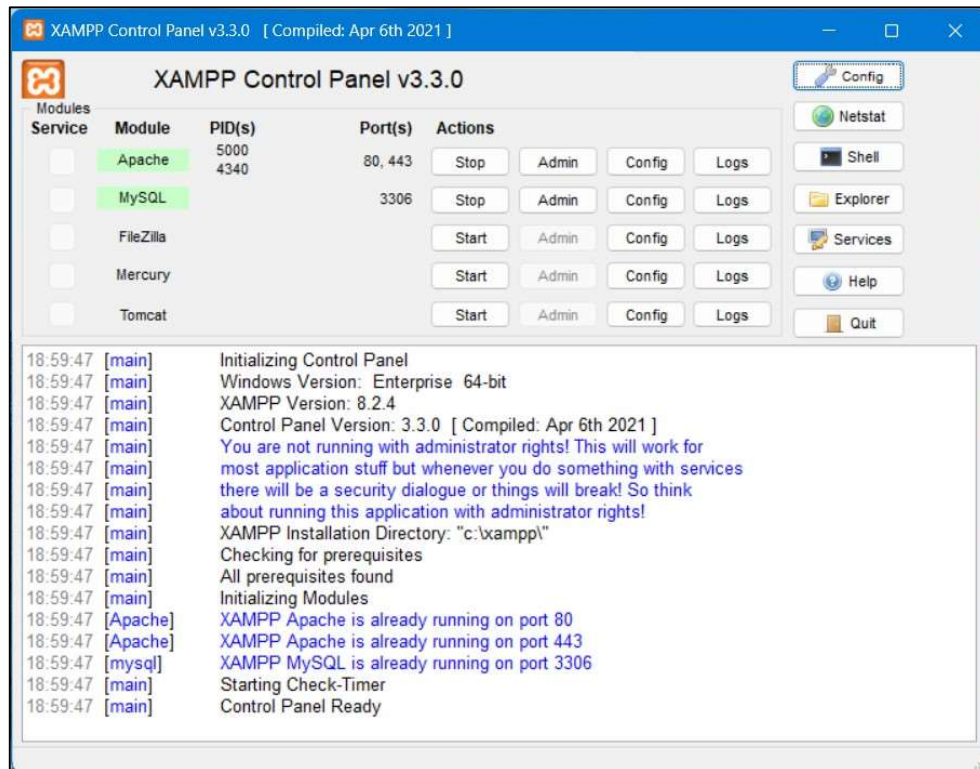 XAMPP Control Panel v3.3.0 [ Compiled: Apr 6th 2021 ]
XAMPP Control Panel v3.3.0
Config
Modules
Service Module PID(s) Port(s) Actions
Netstat
Apache 5000 4340 80, 443 Stop Admin Config Logs
Shell
MySQL 3306 Stop Admin Config Logs
Explorer
FileZilla Start Admin Config Logs
Services
Mercury Start Admin Config Logs
Help
Tomcat Start Admin Config Logs
Quit
18:59:47 [main] Initializing Control Panel
18:59:47 [main] Windows Version: Enterprise 64-bit
18:59:47 [main] XAMPP Version: 8.2.4
18:59:47 [main] Control Panel Version: 3.3.0 [ Compiled: Apr 6th 2021 ]
18:59:47 [main] You are not running with administrator rights! This will work for
18:59:47 [main] most application stuff but whenever you do something with services
18:59:47 [main] there will be a security dialogue or things will break! So think
18:59:47 [main] about running this application with administrator rights!
18:59:47 [main] XAMPP Installation Directory: "c:\xampp\"
18:59:47 [main] Checking for prerequisites
18:59:47 [main] All prerequisites found
18:59:47 [main] Initializing Modules
18:59:47 [Apache] XAMPP Apache is already running on port 80
18:59:47 [Apache] XAMPP Apache is already running on port 443
18:59:47 [mysql] XAMPP MySQL is already running on port 3306
18:59:47 [main] Starting Check-Timer
18:59:47 [main] Control Panel Ready